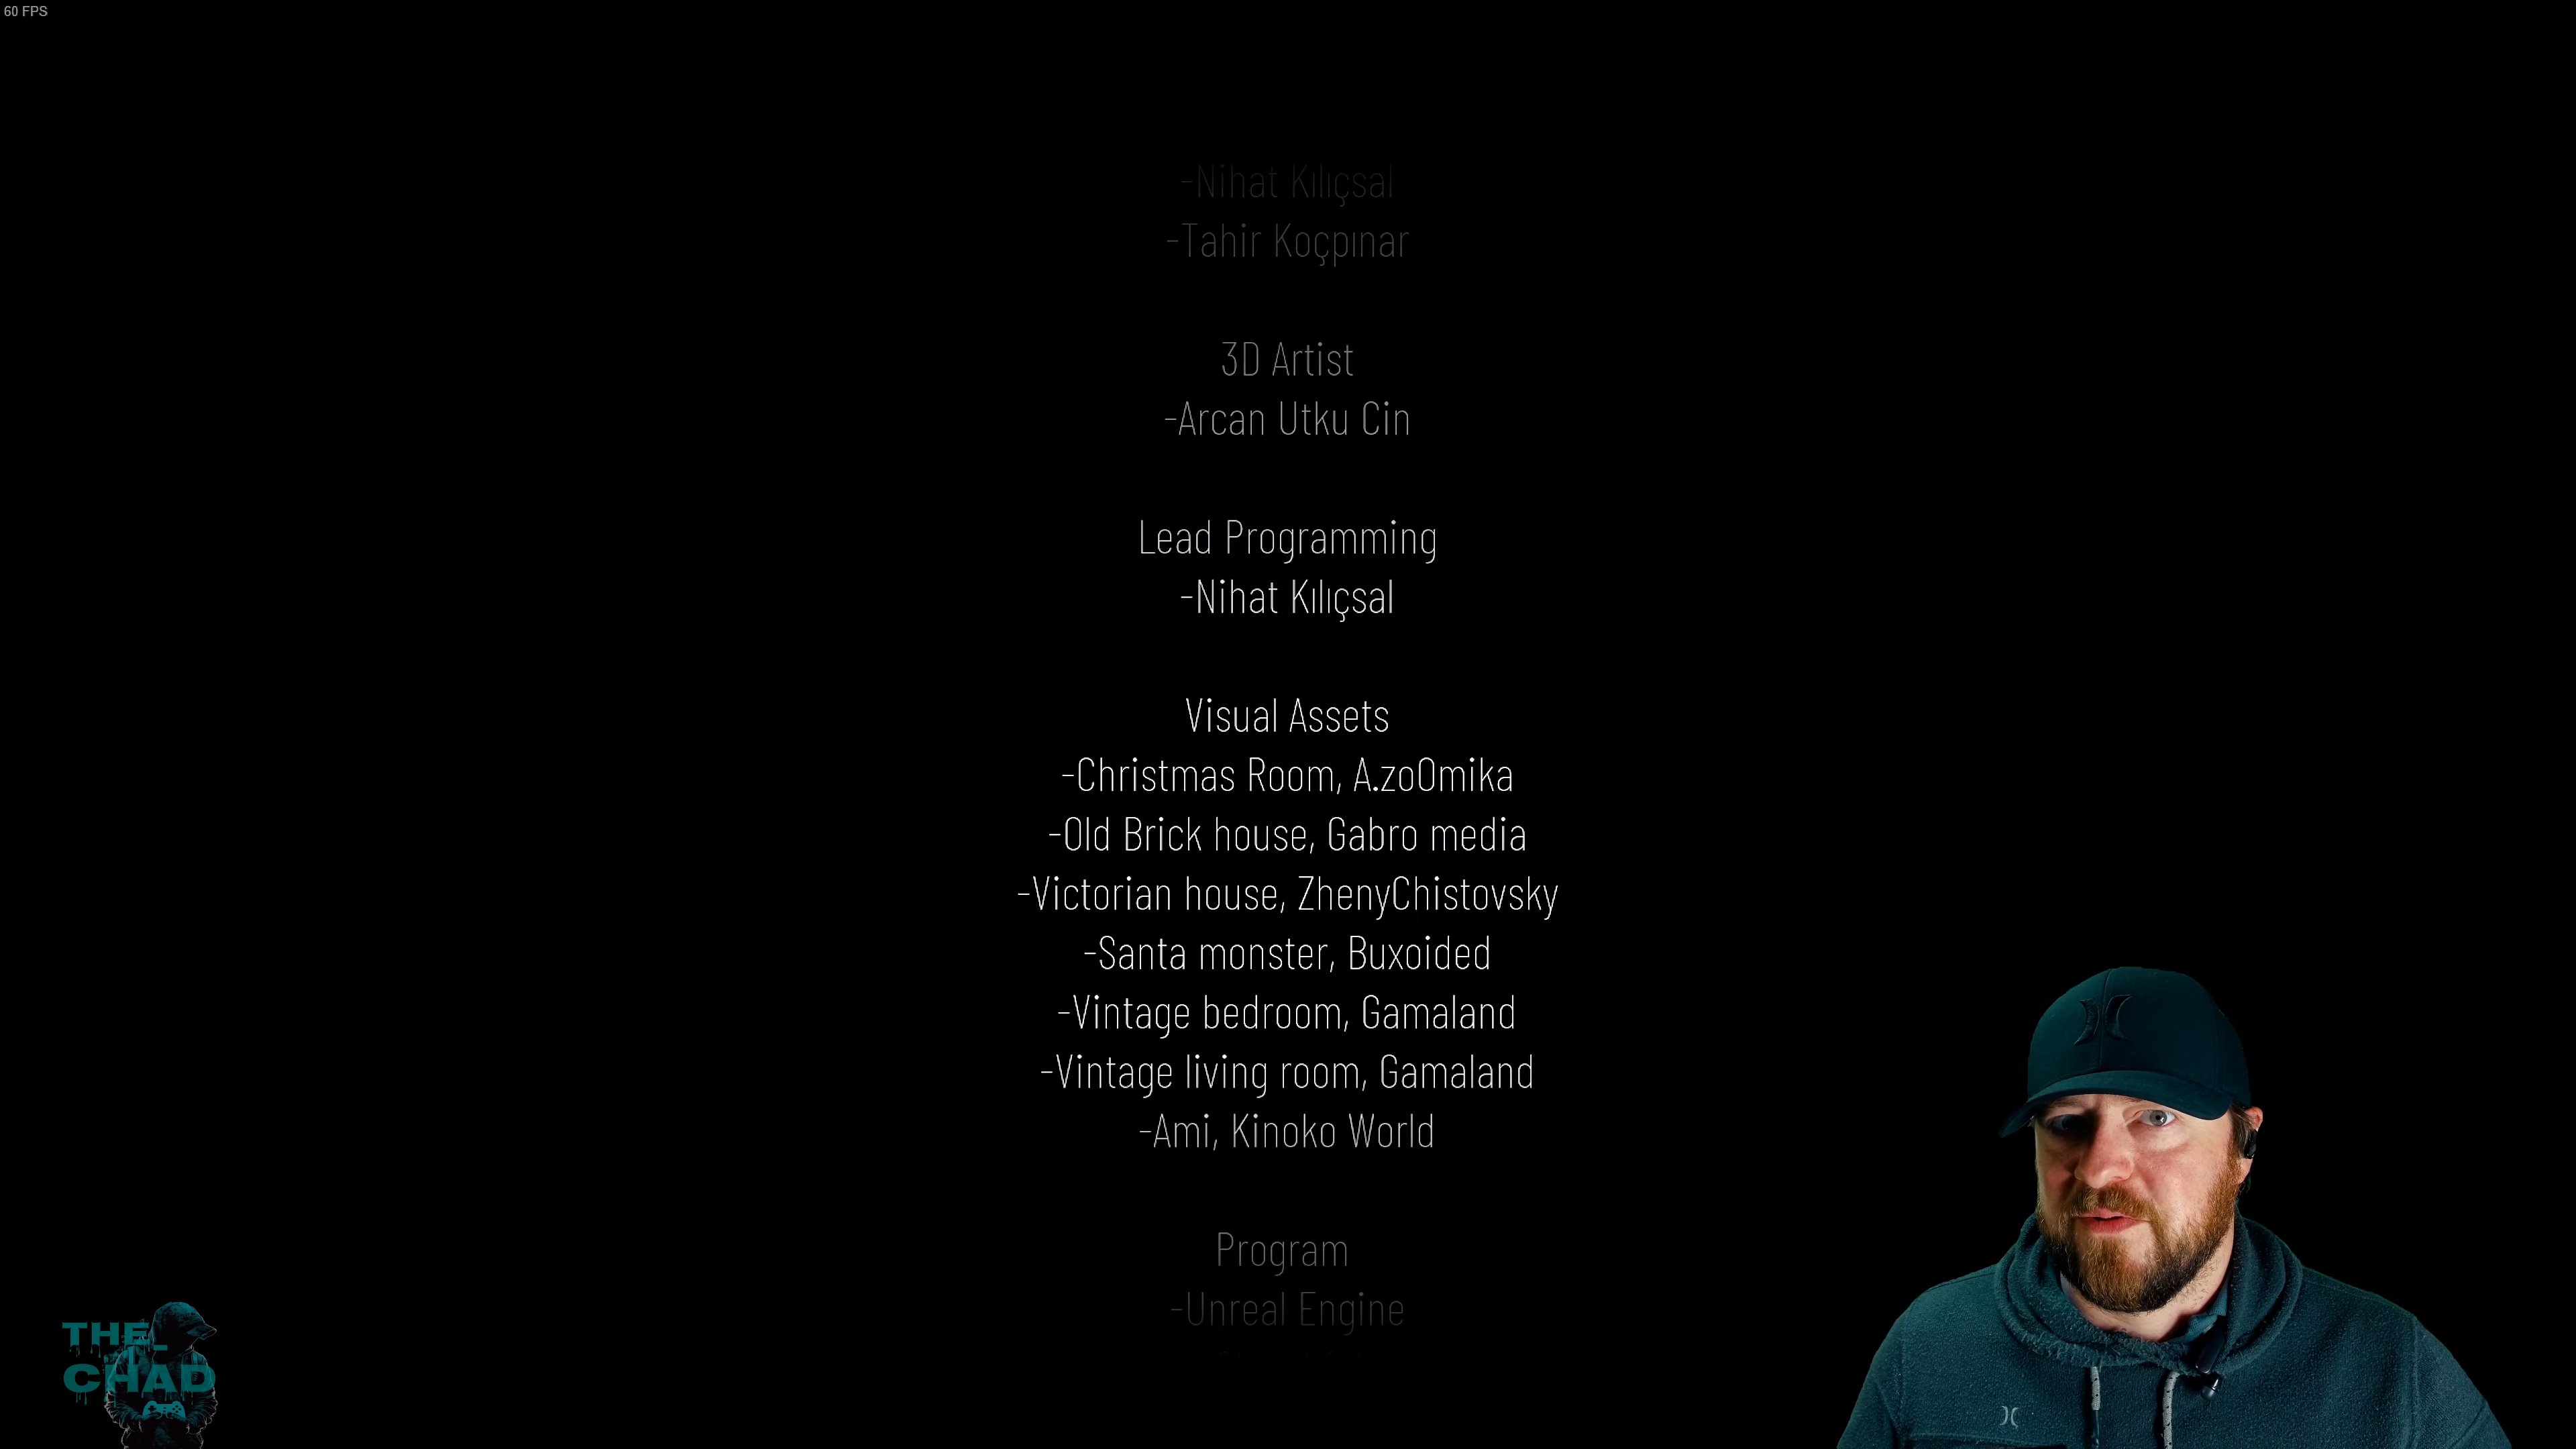 60 FPS
-Nihat Kılıçsal
-Tahir Koçpınar
3D Artist
-Arcan Utku Cin
Lead Programming
-Nihat Kılıçsal
Visual Assets
-Christmas Room, A.zoOmika
-Old Brick house, Gabro media
-Victorian house, ZhenyChistovsky
-Santa monster, Buxoided
-Vintage bedroom, Gamaland
-Vintage living room, Gamaland
-Ami, Kinoko World
Program
-Unreal Engine
THE_
CHAD